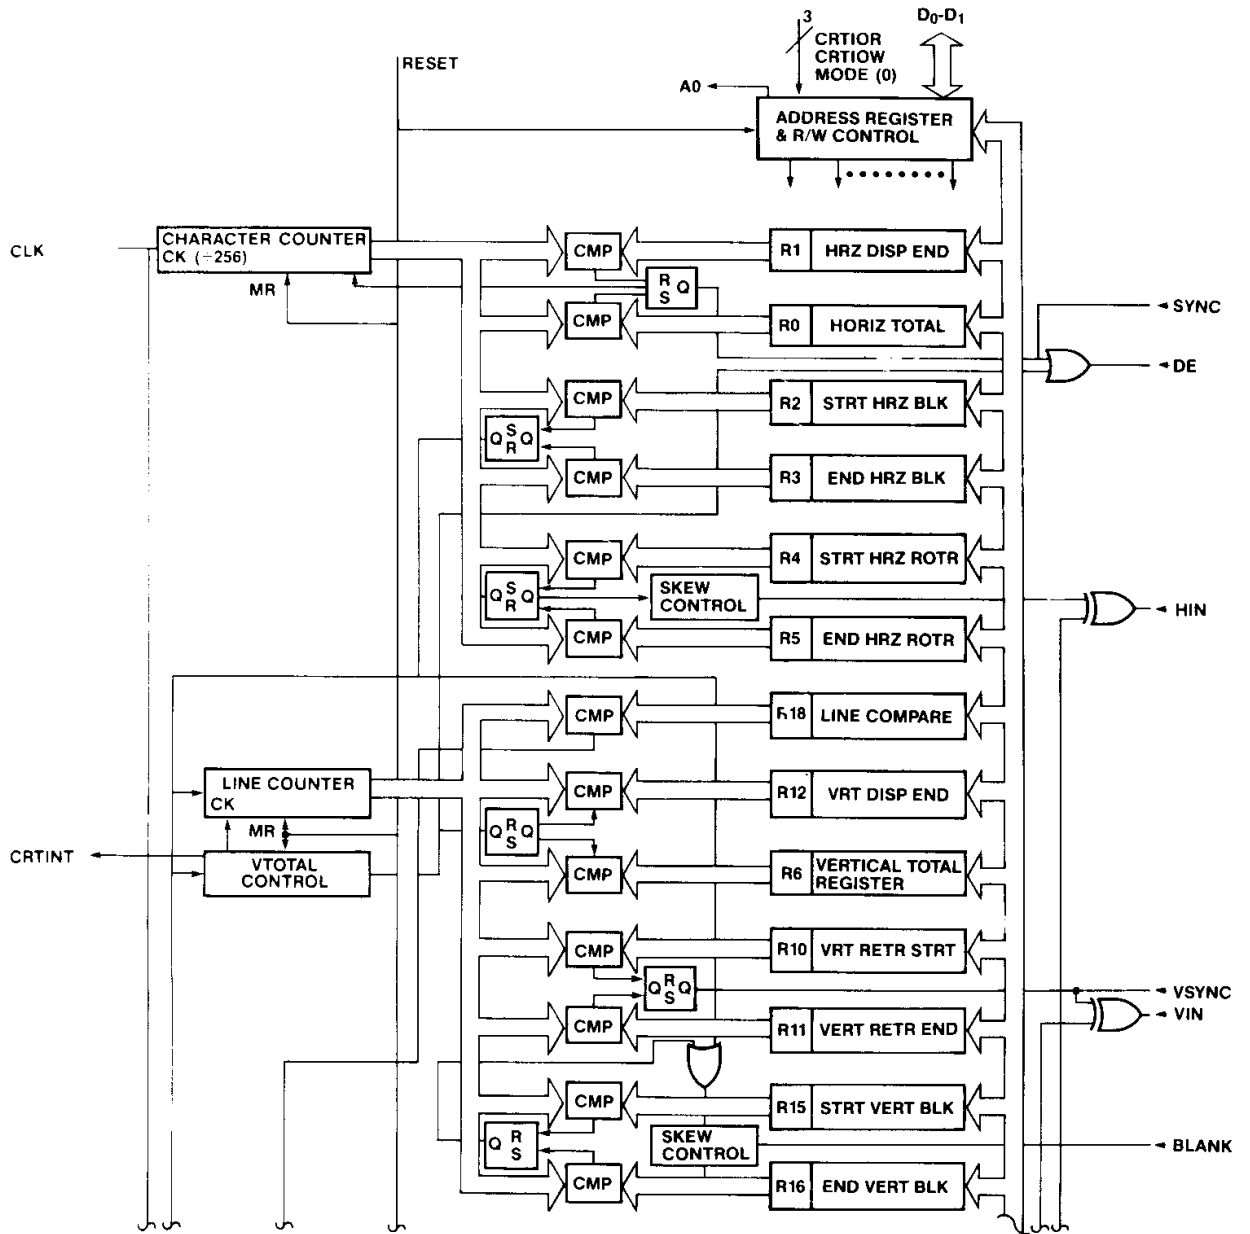 3
D0-D1
CRTIOR
CRTIOW
MODE (0)
RESET
A0
ADDRESS REGISTER
& R/W CONTROL
CLK
CHARACTER COUNTER
CK (÷256)
MR
CMP
R1 HRZ DISP END
R
S Q
CMP
R0 HORIZ TOTAL
SYNC
DE
CMP
R2 STRT HRZ BLK
Q S Q
R
CMP
R3 END HRZ BLK
CMP
R4 STRT HRZ ROTR
Q S Q
R
SKEW
CONTROL
HIN
CMP
R5 END HRZ ROTR
CMP
R18 LINE COMPARE
LINE COUNTER
CK
CMP
R12 VRT DISP END
Q R Q
S
MR
CRTINT
VTOTAL
CONTROL
CMP
R6 VERTICAL TOTAL
REGISTER
CMP
R10 VRT RETR STRT
Q R Q
S
VSYNC
VIN
CMP
R11 VERT RETR END
CMP
R15 STRT VERT BLK
Q R
S
SKEW
CONTROL
BLANK
CMP
R16 END VERT BLK